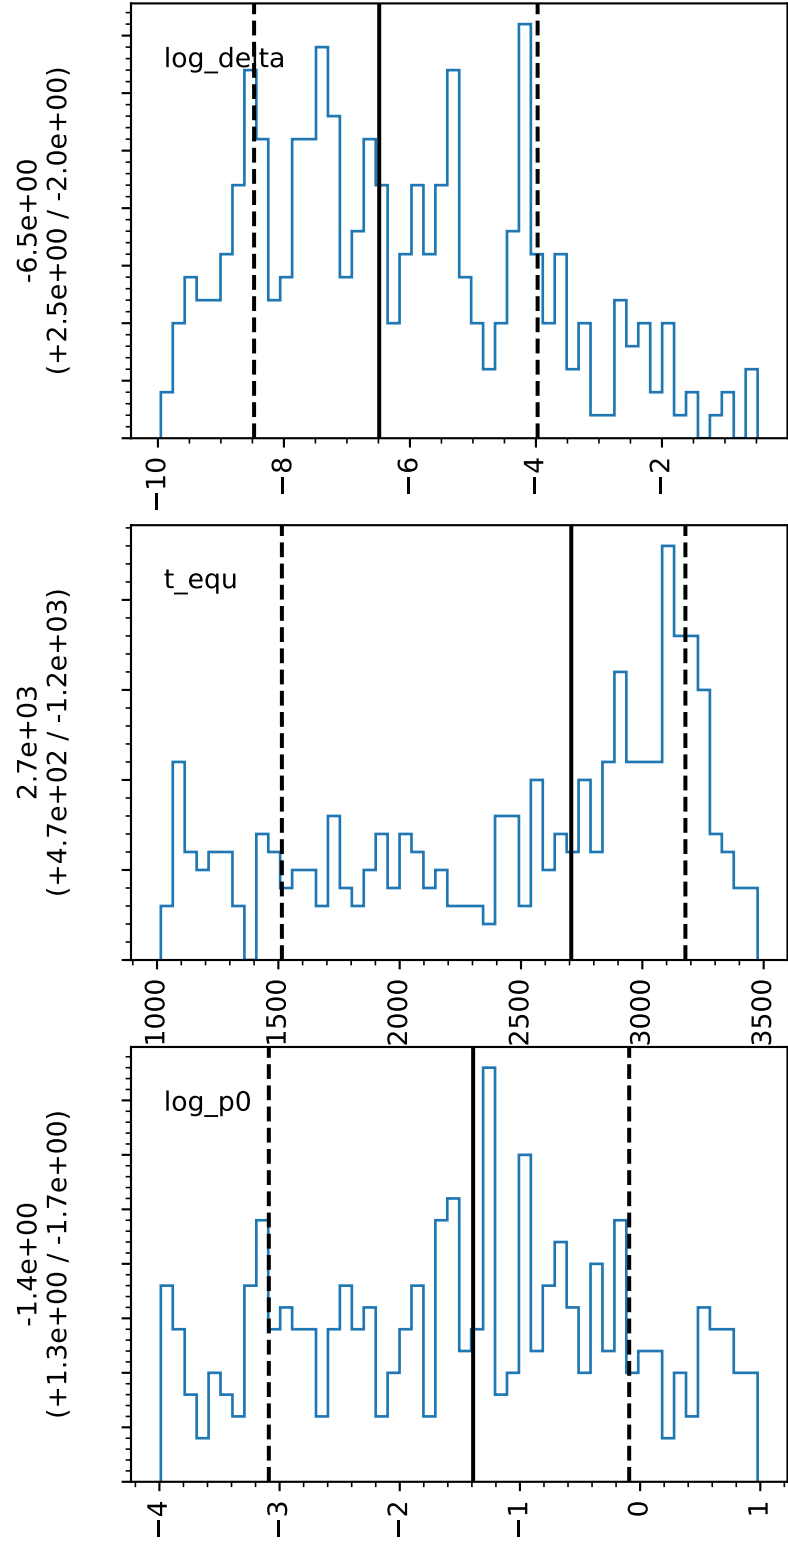 -6.5e+00
(+2.5e+00 / -2.0e+00)
log_delta
−10
−8
−6
−4
−2
2.7e+03
(+4.7e+02 / -1.2e+03)
t_equ
1000
1500
2000
2500
3000
3500
-1.4e+00
(+1.3e+00 / -1.7e+00)
log_p0
−4
−3
−2
−1
0
1